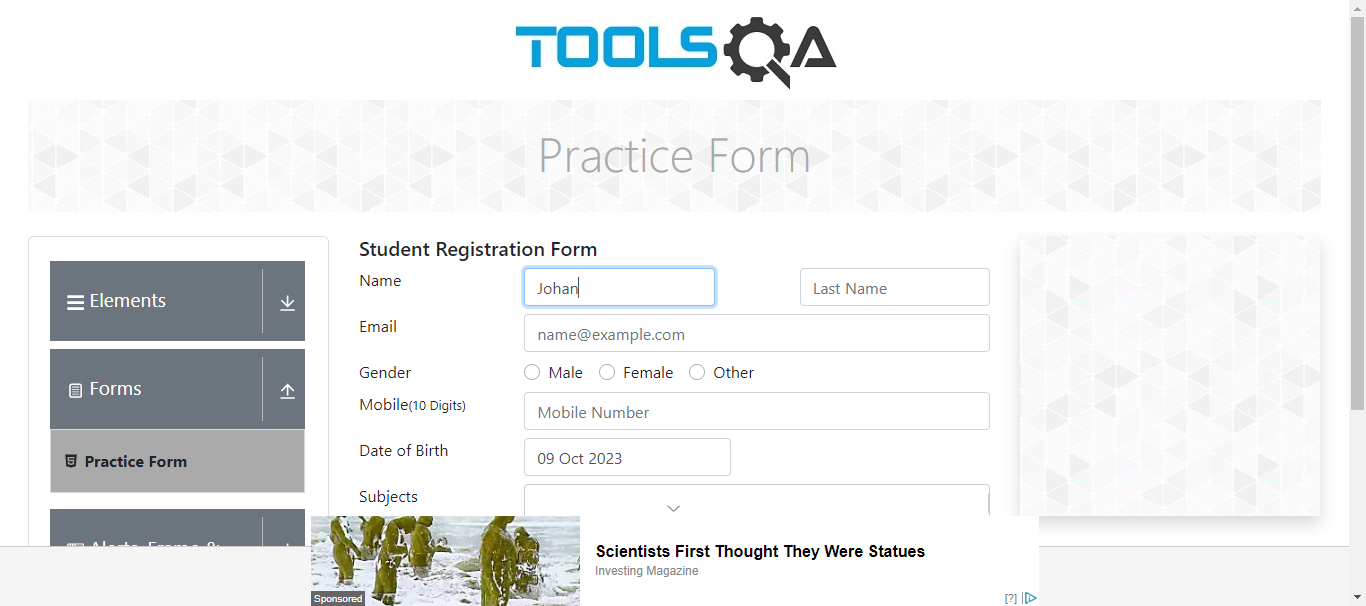 TOOLSQA
Practice Form
Elements
Forms
Practice Form
Student Registration Form
Name
Johan
Last Name
Email
name@example.com
Gender
Male
Female
Other
Mobile(10 Digits)
Mobile Number
Date of Birth
09 Oct 2023
Subjects
Scientists First Thought They Were Statues
Investing Magazine
Sponsored
[?]